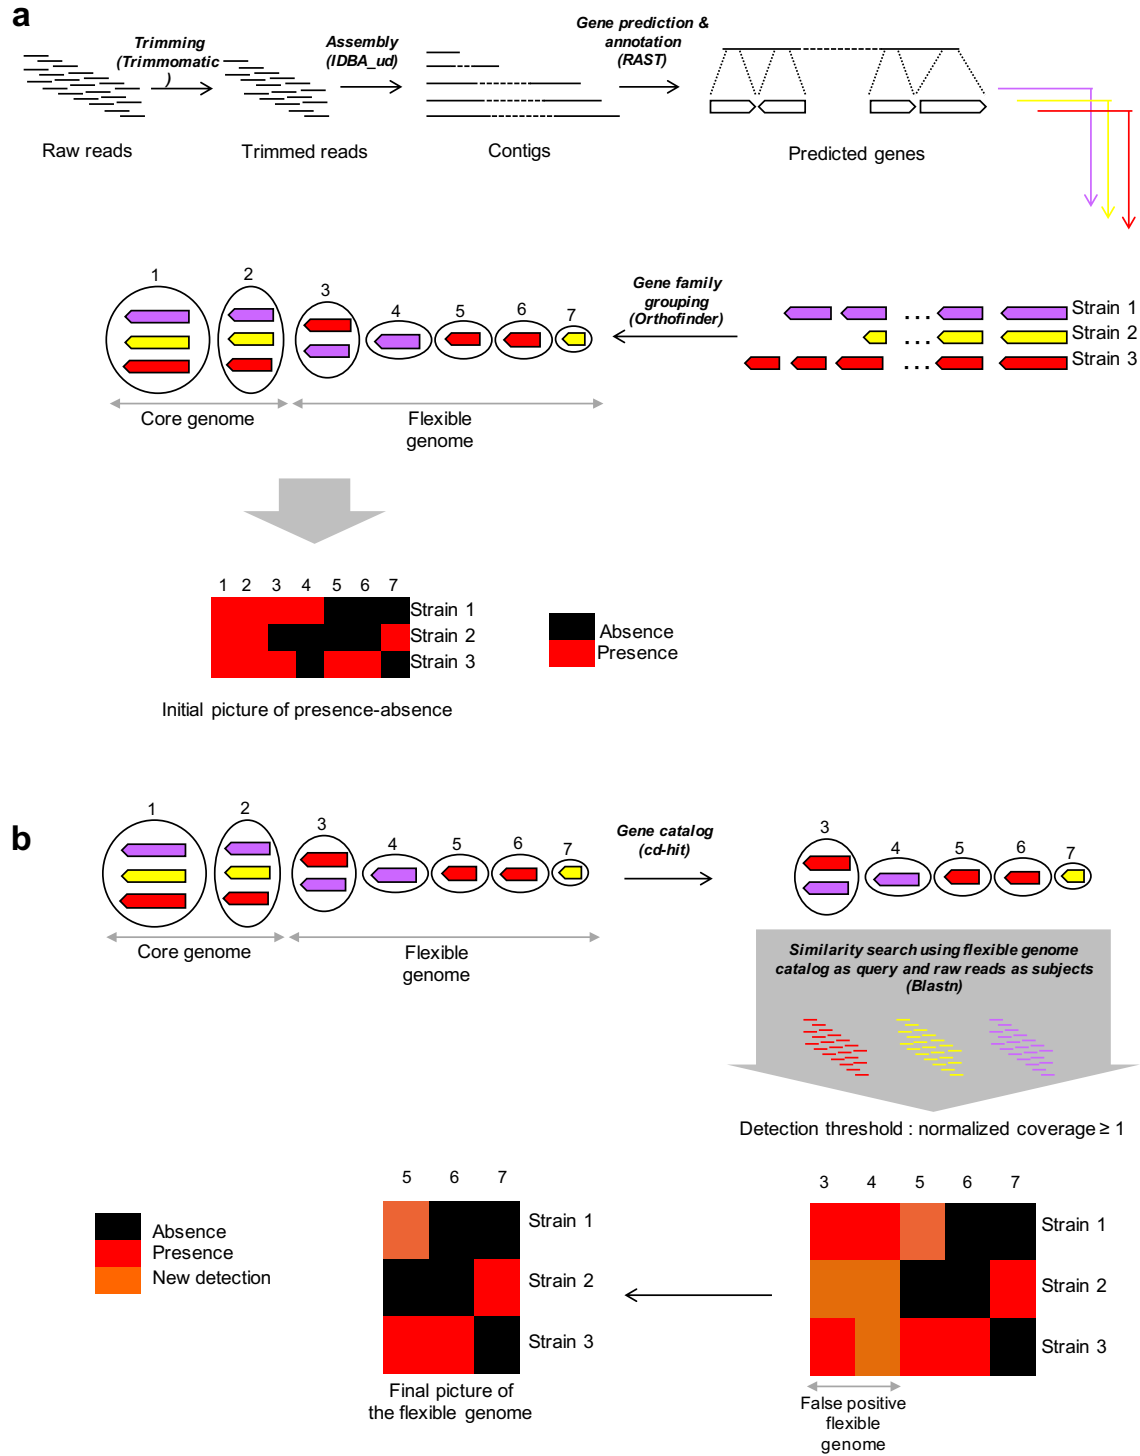 a
Trimming
(Trimmomatic
)
Assembly
(IDBA_ud)
Gene prediction &
annotation
(RAST)
Raw reads
Trimmed reads
Contigs
Predicted genes
1
2
3
4
5
6
7
Gene family
grouping
(Orthofinder)
... Strain 1
... Strain 2
... Strain 3
Core genome
Flexible
genome
1 2 3 4 5 6 7
Strain 1
Strain 2
Strain 3
Absence
Presence
Initial picture of presence-absence
b
1
2
3
4
5
6
7
Gene catalog
(cd-hit)
3
4
5
6
7
Core genome
Flexible
genome
Similarity search using flexible genome
catalog as query and raw reads as subjects
(Blastn)
Detection threshold : normalized coverage ≥ 1
5 6 7
Strain 1
Strain 2
Strain 3
Absence
Presence
New detection
Final picture of
the flexible genome
3 4 5 6 7
Strain 1
Strain 2
Strain 3
False positive
flexible
genome